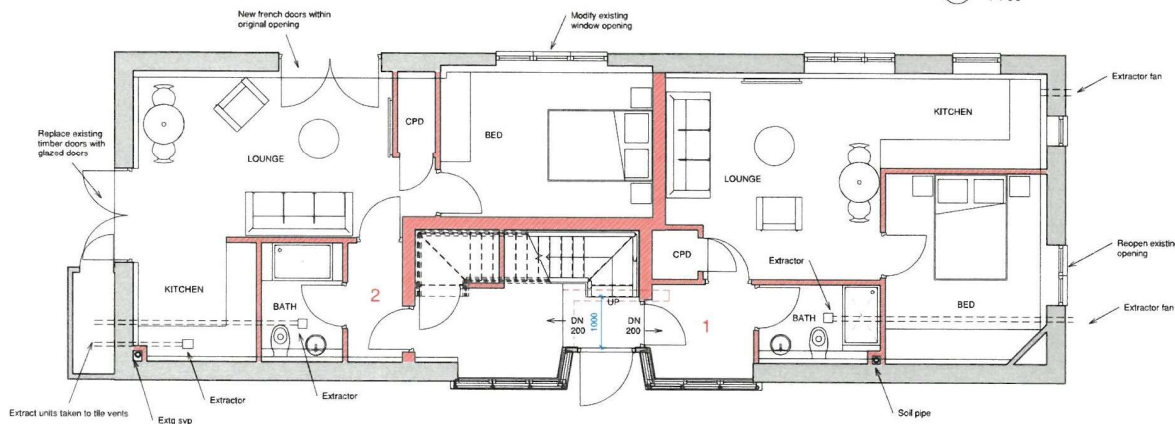 New french doors within
original opening
Modify existing
window opening
Extractor fan
Replace existing
timber doors with
glazed doors
CPD
BED
KITCHEN
LOUNGE
LOUNGE
CPD
Reopen existing
opening
Extractor
KITCHEN
BATH
2
UP
DN
200
1000
DN
200
1
BATH
BED
Extractor fan
Extract units taken to tile vents
Extg svp
Extractor
Extractor
Soil pipe